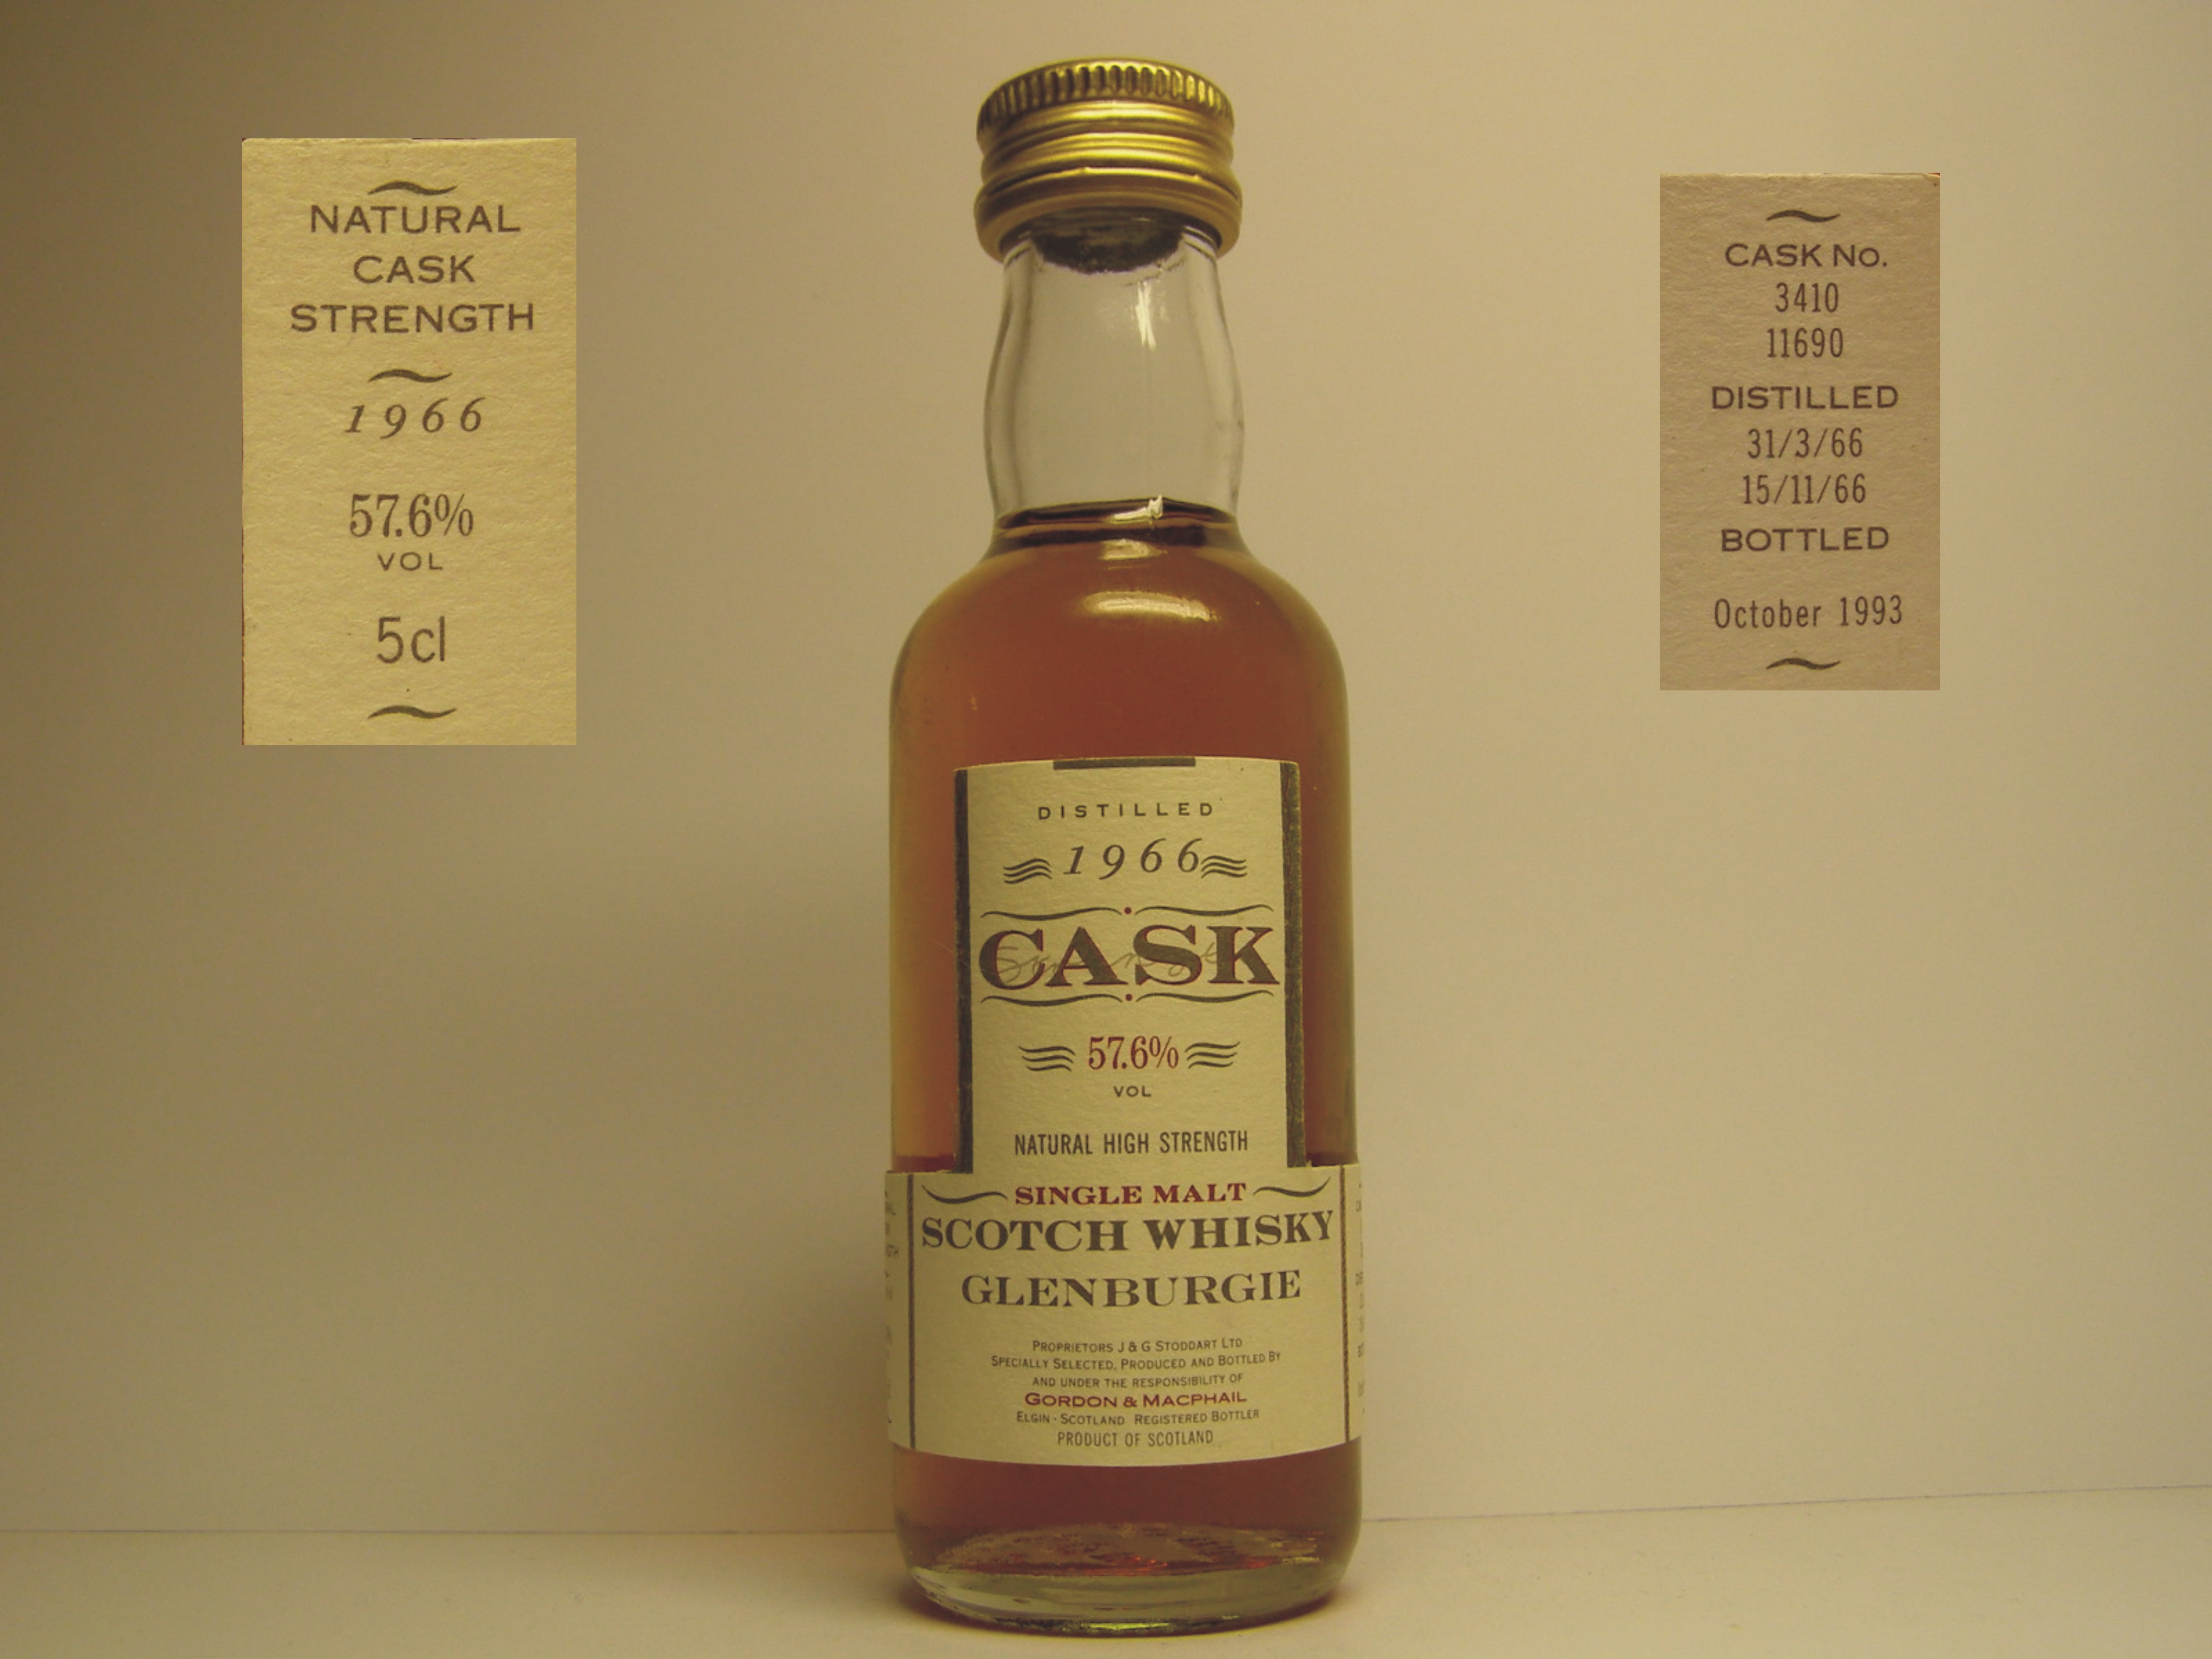 NATURAL
CASK
STRENGTH
1966
57.6%
VOL
5cl
CASK No.
3410
11690
DISTILLED
31/3/66
15/11/66
BOTTLED
October 1993
DISTILLED
1966
CASK
57.6%
VOL
NATURAL HIGH STRENGTH
SINGLE MALT
SCOTCH WHISKY
GLENBURGIE
PROPRIETORS J & G STODDART LTD
SPECIALLY SELECTED, PRODUCED AND BOTTLED BY
AND UNDER THE RESPONSIBILITY OF
GORDON & MACPHAIL
ELGIN · SCOTLAND REGISTERED BOTTLER
PRODUCT OF SCOTLAND